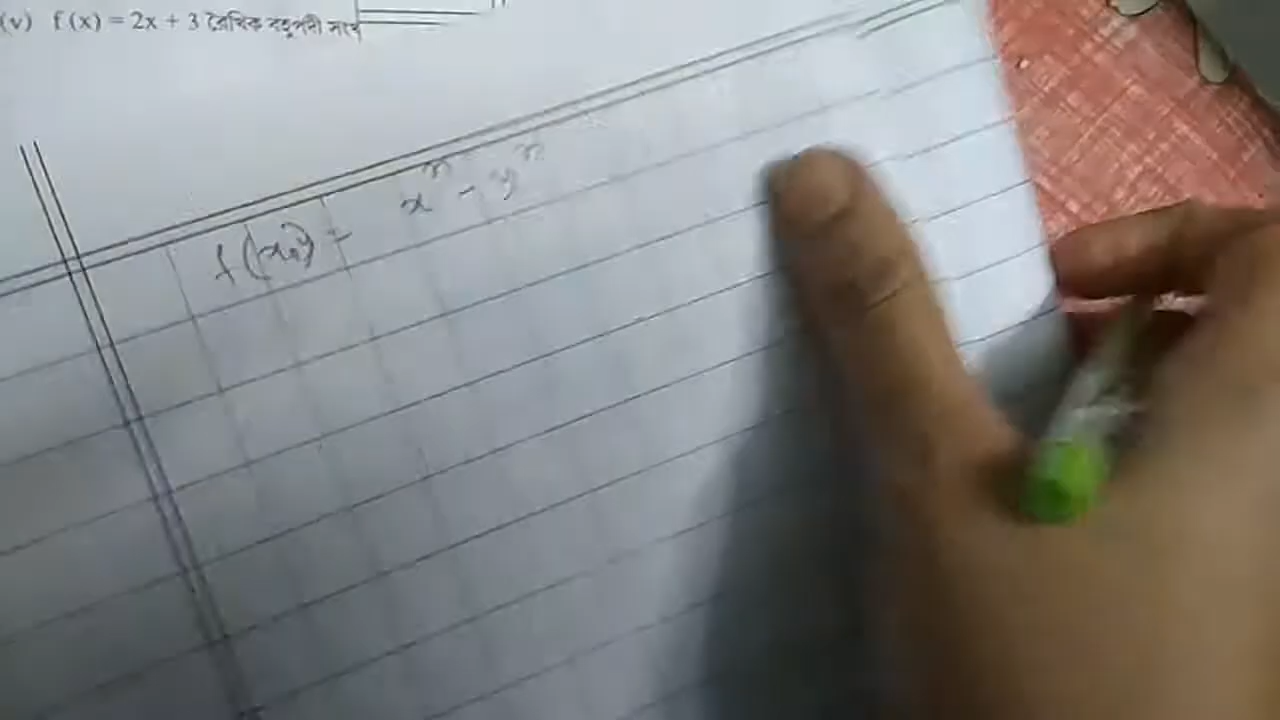 (v) f (x) = 2x + 3 রৈখিক বহুপদী
f(x,y) = xⁿ - yⁿ